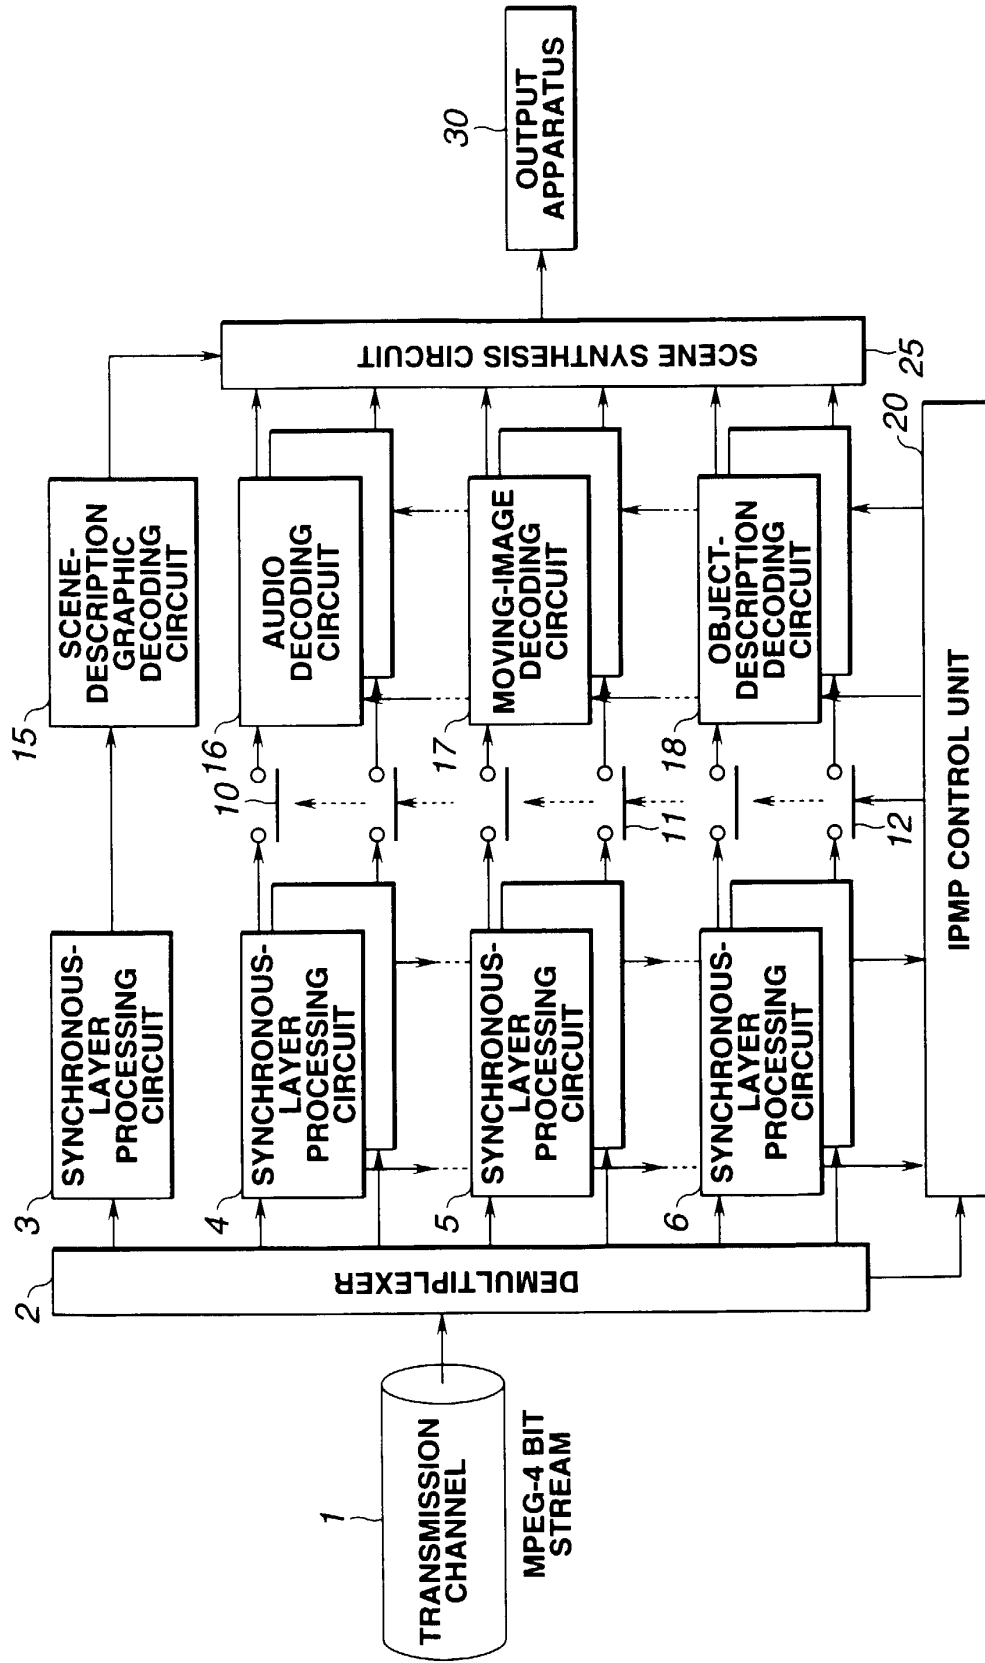 1
TRANSMISSION
CHANNEL
MPEG-4 BIT
STREAM
2
DEMULTIPLEXER
3
SYNCHRONOUS-
LAYER
PROCESSING
CIRCUIT
4
SYNCHRONOUS-
LAYER
PROCESSING
CIRCUIT
5
SYNCHRONOUS-
LAYER
PROCESSING
CIRCUIT
6
SYNCHRONOUS-
LAYER
PROCESSING
CIRCUIT
10
11
12
15
SCENE-
DESCRIPTION
GRAPHIC
DECODING
CIRCUIT
16
AUDIO
DECODING
CIRCUIT
17
MOVING-IMAGE
DECODING
CIRCUIT
18
OBJECT-
DESCRIPTION
DECODING
CIRCUIT
20
IPMP CONTROL UNIT
25
SCENE SYNTHESIS CIRCUIT
30
OUTPUT
APPARATUS